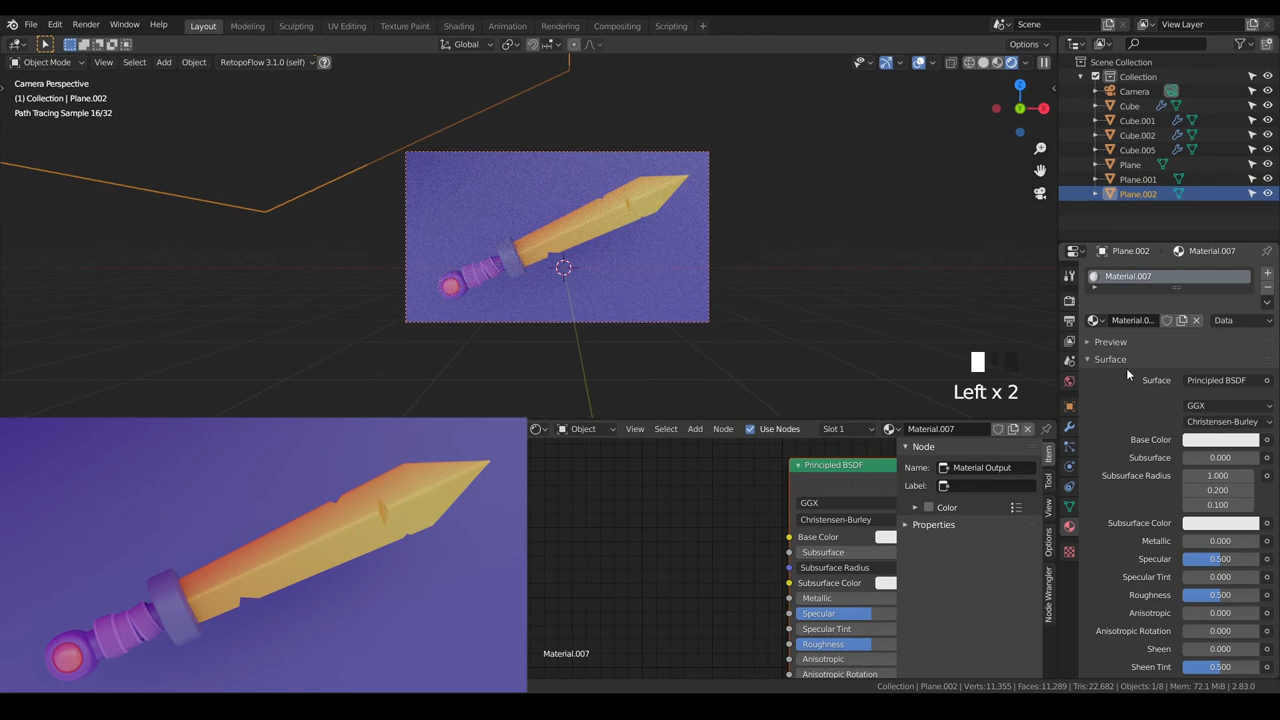 File Edit Render Window Help Layout Modeling Sculpting UV Editing Texture Paint Shading Animation Rendering Compositing Scripting + Scene View Layer
Global Options
Object Mode View Select Add Object RetopoFlow 3.1.0 (self)
Camera Perspective
(1) Collection | Plane.002
Path Tracing Sample 16/32
Z
X
Y
Left x 2
Scene Collection
Collection
Camera
Cube
Cube.001
Cube.002
Cube.005
Plane
Plane.001
Plane.002
Plane.002 Material.007
Material.007
Material.0... Data
Preview
Surface
Surface Principled BSDF
GGX
Christensen-Burley
Base Color
Subsurface 0.000
Subsurface Radius 1.000
0.200
0.100
Subsurface Color
Metallic 0.000
Specular 0.500
Specular Tint 0.000
Roughness 0.500
Anisotropic 0.000
Anisotropic Rotation 0.000
Sheen 0.000
Sheen Tint 0.500
Object View Select Add Node Use Nodes Slot 1 Material.007
Principled BSDF
GGX
Christensen-Burley
Base Color
Subsurface
Subsurface Radius
Subsurface Color
Metallic
Specular
Specular Tint
Roughness
Anisotropic
Anisotropic Rotation
Material.007
Node
Name: Material Output
Label:
Color
Properties
Item
Tool
View
Options
Node Wrangler
Collection | Plane.002 | Verts:11,355 | Faces:11,289 | Tris:22,682 | Objects:1/8 | Mem: 72.1 MiB | 2.83.0